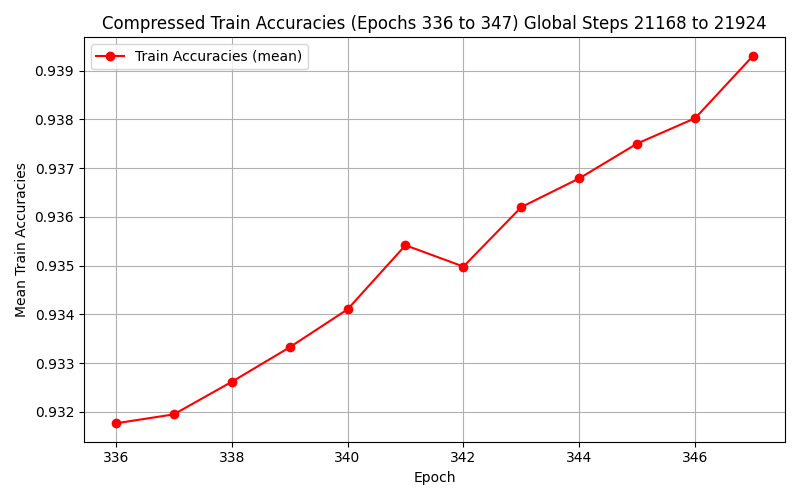 Compressed Train Accuracies (Epochs 336 to 347) Global Steps 21168 to 21924
Train Accuracies (mean)
Mean Train Accuracies
0.939
0.938
0.937
0.936
0.935
0.934
0.933
0.932
336 338 340 342 344 346
Epoch